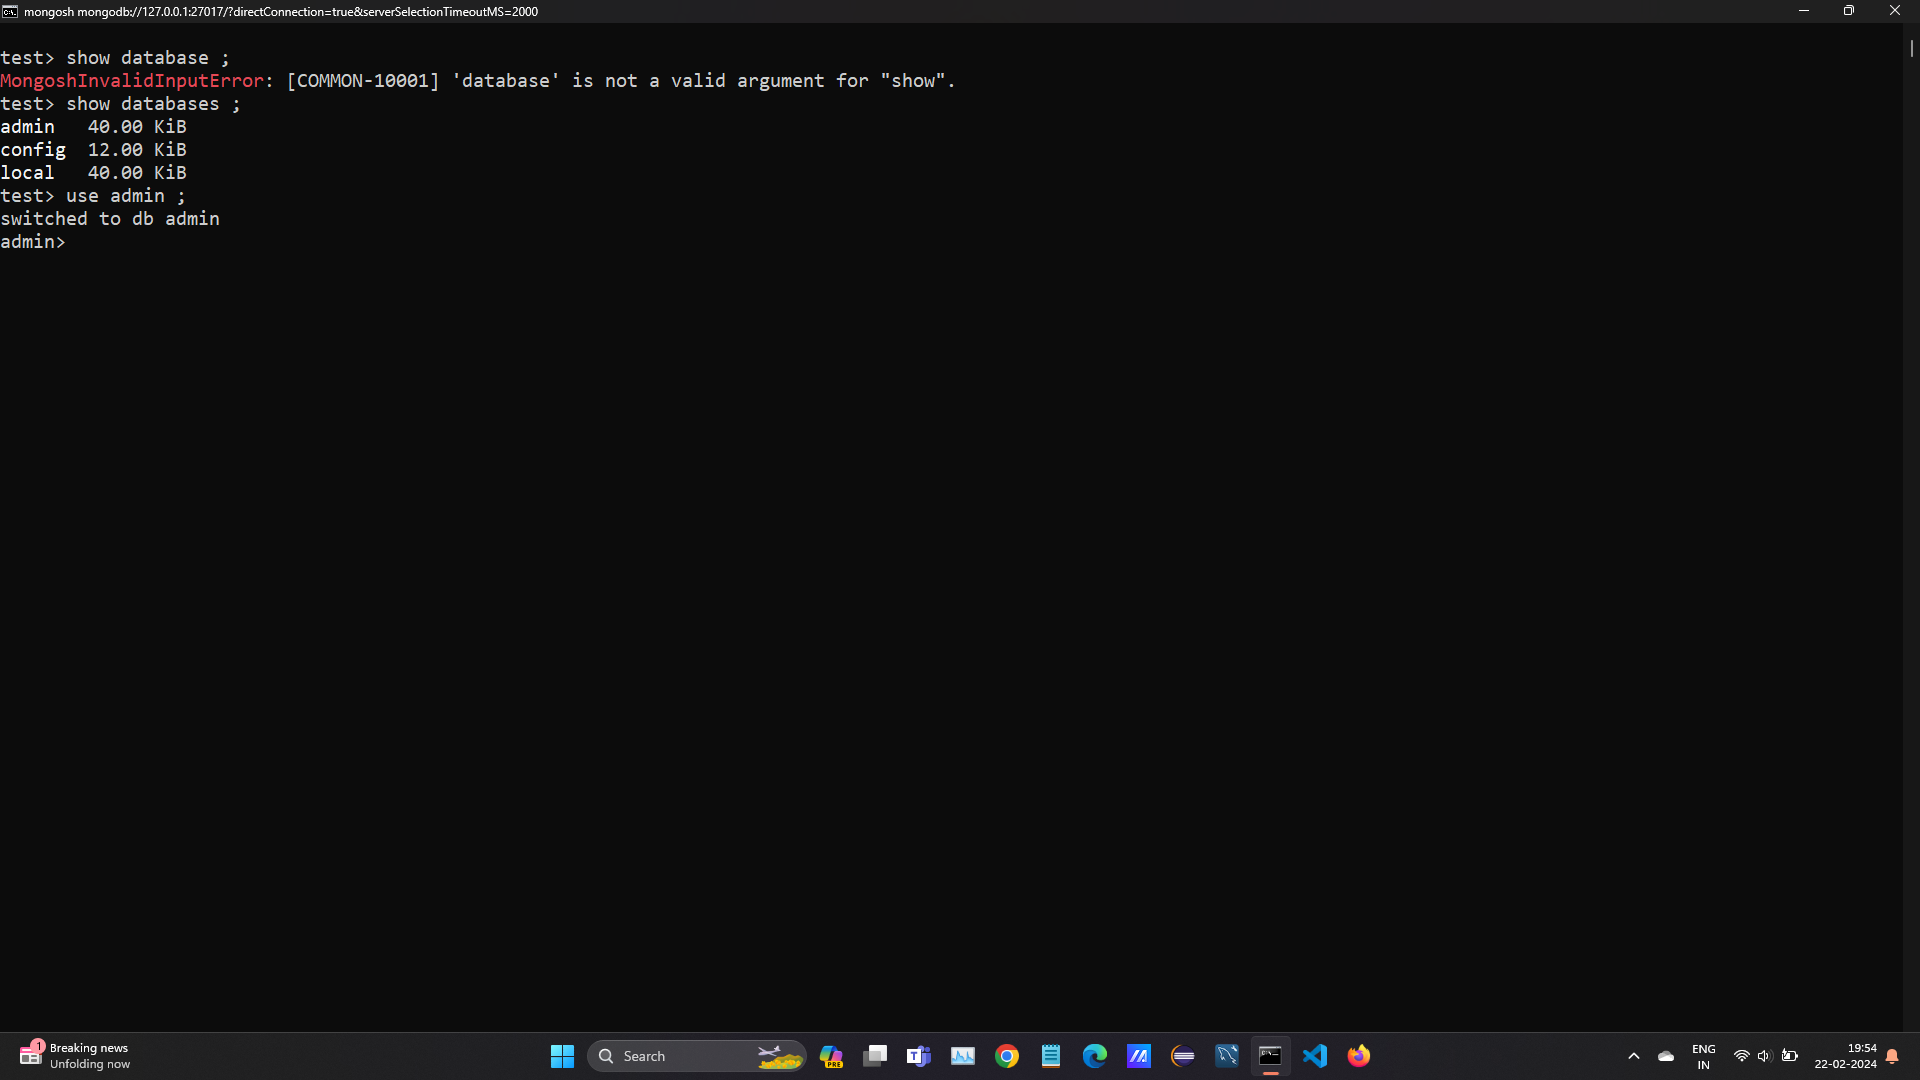 mongosh mongodb://127.0.0.1:27017/?directConnection=true&serverSelectionTimeoutMS=2000
test> show database ;
MongoshInvalidInputError: [COMMON-10001] 'database' is not a valid argument for "show".
test> show databases ;
admin   40.00 KiB
config  12.00 KiB
local   40.00 KiB
test> use admin ;
switched to db admin
admin>
1
Breaking news
Unfolding now
Search
PRE
ENG
IN
19:54
22-02-2024